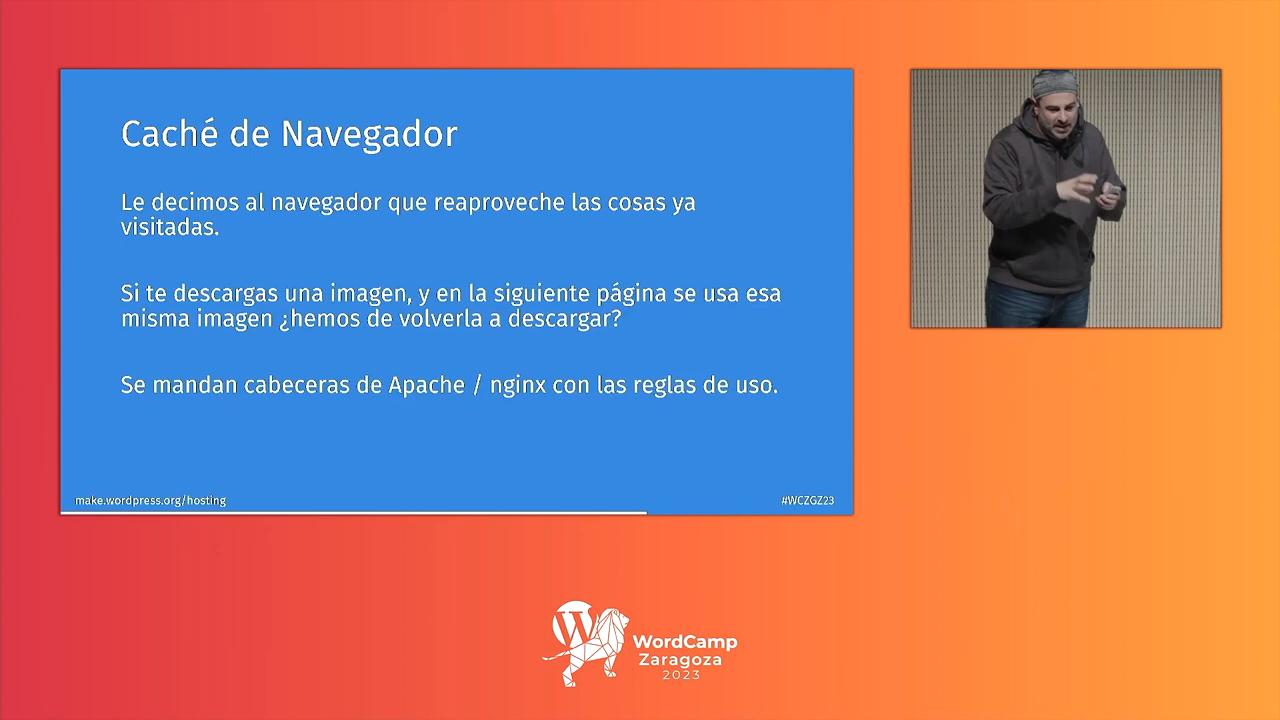 Caché de Navegador
Le decimos al navegador que reaproveche las cosas ya
visitadas.
Si te descargas una imagen, y en la siguiente página se usa esa
misma imagen ¿hemos de volverla a descargar?
Se mandan cabeceras de Apache / nginx con las reglas de uso.
make.wordpress.org/hosting
#WCZGZ23
W
WordCamp
Zaragoza
2023